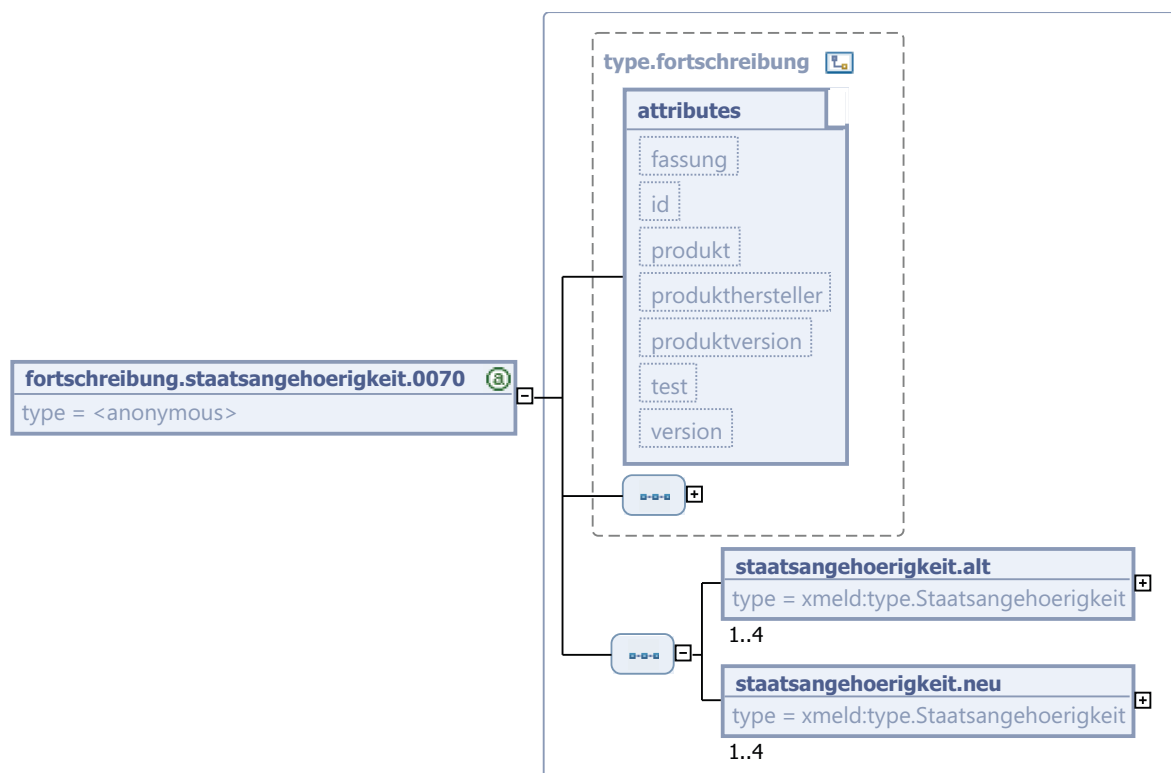 type.fortschreibung
attributes
fassung
id
produkt
produkthersteller
produktversion
test
version
fortschreibung.staatsangehoerigkeit.0070 a
type = <anonymous>
staatsangehoerigkeit.alt
type = xmeld:type.Staatsangehoerigkeit
1..4
staatsangehoerigkeit.neu
type = xmeld:type.Staatsangehoerigkeit
1..4